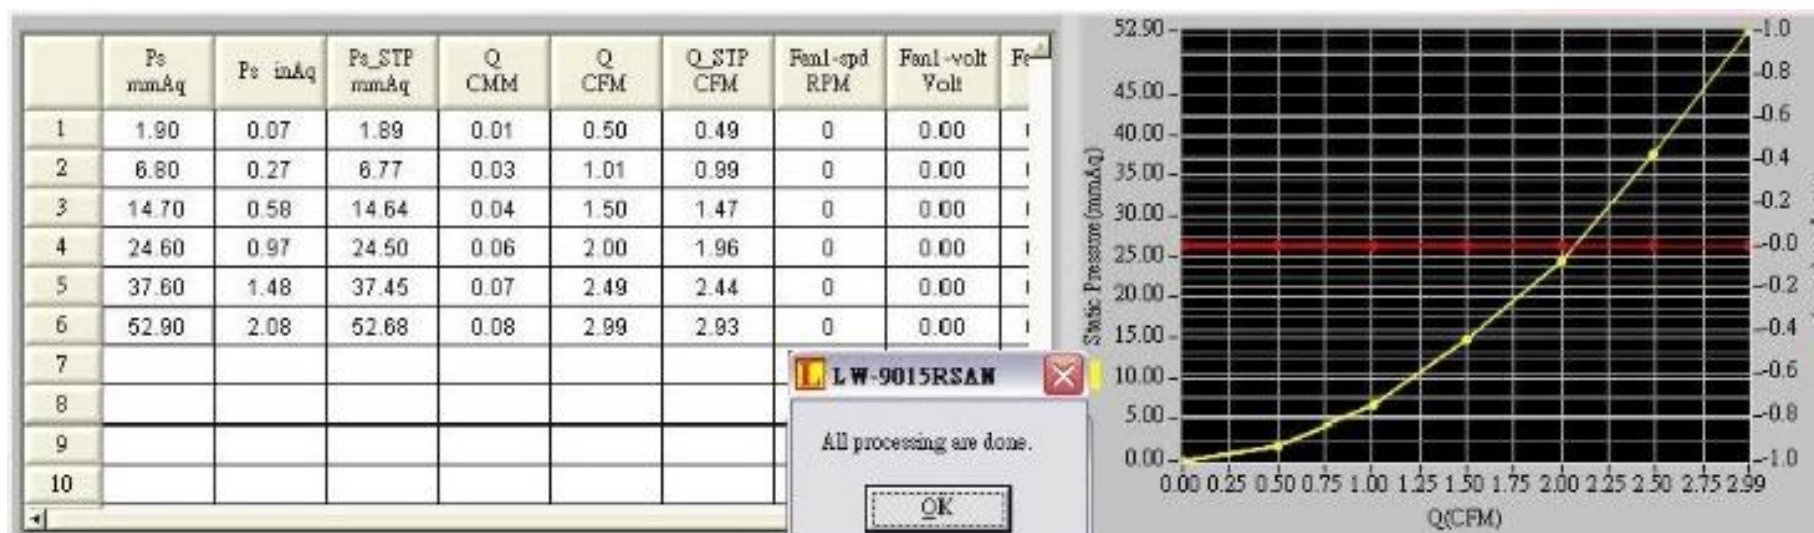 Ps mmAq Ps inAq Ps_STP mmAq Q CMM Q CFM Q_STP CFM Fan1-spd RPM Fan1-volt Volt
1 1.90 0.07 1.89 0.01 0.50 0.49 0 0.00
2 6.80 0.27 6.77 0.03 1.01 0.99 0 0.00
3 14.70 0.58 14.64 0.04 1.50 1.47 0 0.00
4 24.60 0.97 24.50 0.06 2.00 1.96 0 0.00
5 37.60 1.48 37.45 0.07 2.49 2.44 0 0.00
6 52.90 2.08 52.68 0.08 2.99 2.93 0 0.00
7
8
9
10
L LW-9015RSAN
All processing are done.
OK
Static Pressure (mmAq)
52.90
45.00
40.00
35.00
30.00
25.00
20.00
15.00
10.00
5.00
0.00
0.00 0.25 0.50 0.75 1.00 1.25 1.50 1.75 2.00 2.25 2.50 2.75 2.99
Q(CFM)
-1.0
-0.8
-0.6
-0.4
-0.2
-0.0
-0.2
-0.4
-0.6
-0.8
-1.0